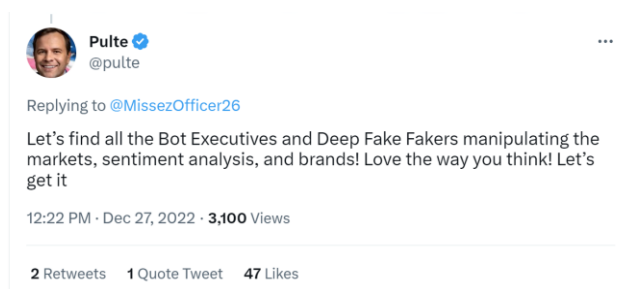 Pulte
@pulte
Replying to @MissezOfficer26
Let’s find all the Bot Executives and Deep Fake Fakers manipulating the
markets, sentiment analysis, and brands! Love the way you think! Let’s
get it
12:22 PM · Dec 27, 2022 · 3,100 Views
2 Retweets 1 Quote Tweet 47 Likes